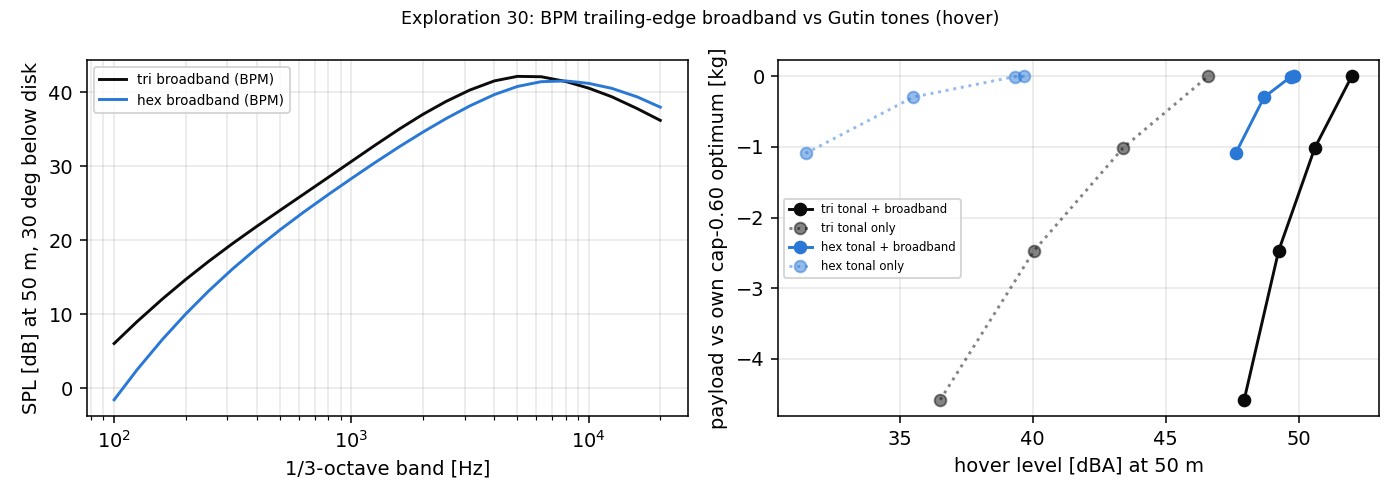 Exploration 30: BPM trailing-edge broadband vs Gutin tones (hover)
SPL [dB] at 50 m, 30 deg below disk
40
30
20
10
0
tri broadband (BPM)
hex broadband (BPM)
10²
10³
10⁴
1/3-octave band [Hz]
payload vs own cap-0.60 optimum [kg]
0
−1
−2
−3
−4
tri tonal + broadband
tri tonal only
hex tonal + broadband
hex tonal only
35
40
45
50
hover level [dBA] at 50 m